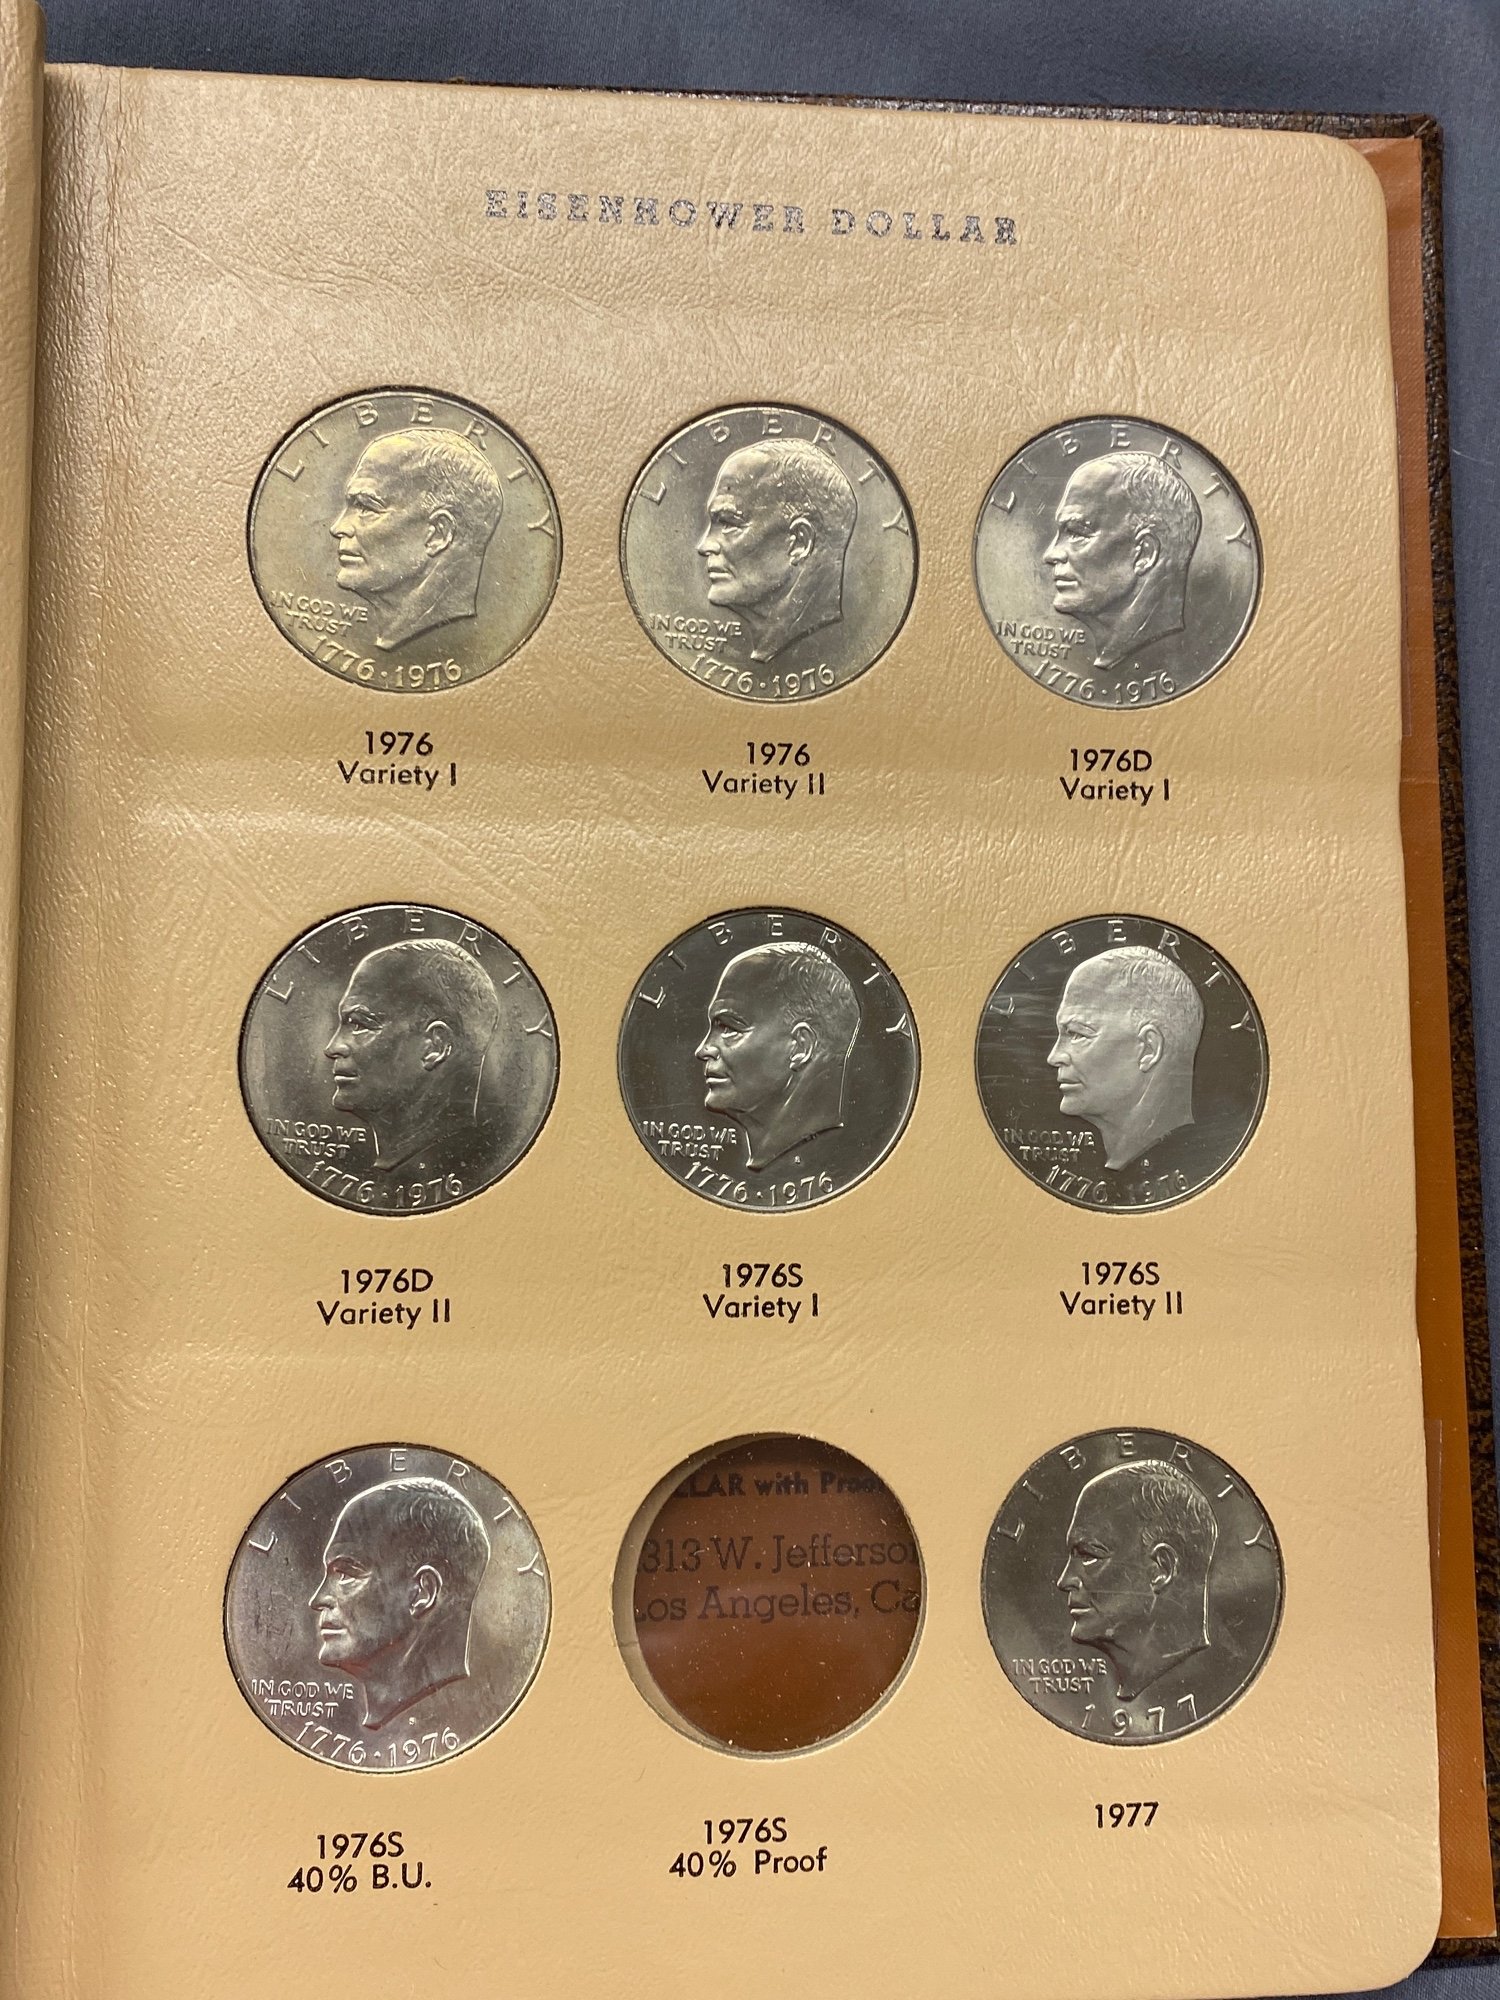 EISENHOWER DOLLAR
LIBERTY
IN GOD WE
TRUST
1776·1976
1976
Variety I
LIBERTY
IN GOD WE
TRUST
1776·1976
1976
Variety II
LIBERTY
IN GOD WE
TRUST
D
1776·1976
1976D
Variety I
LIBERTY
IN GOD WE
TRUST
D
1776·1976
1976D
Variety II
LIBERTY
IN GOD WE
TRUST
S
1776·1976
1976S
Variety I
LIBERTY
IN GOD WE
TRUST
S
1776·1976
1976S
Variety II
LIBERTY
IN GOD WE
TRUST
S
1776·1976
1976S
40% B.U.
LLAR with Proo
313 W. Jefferso
Los Angeles, Ca
1976S
40% Proof
LIBERTY
IN GOD WE
TRUST
1977
1977